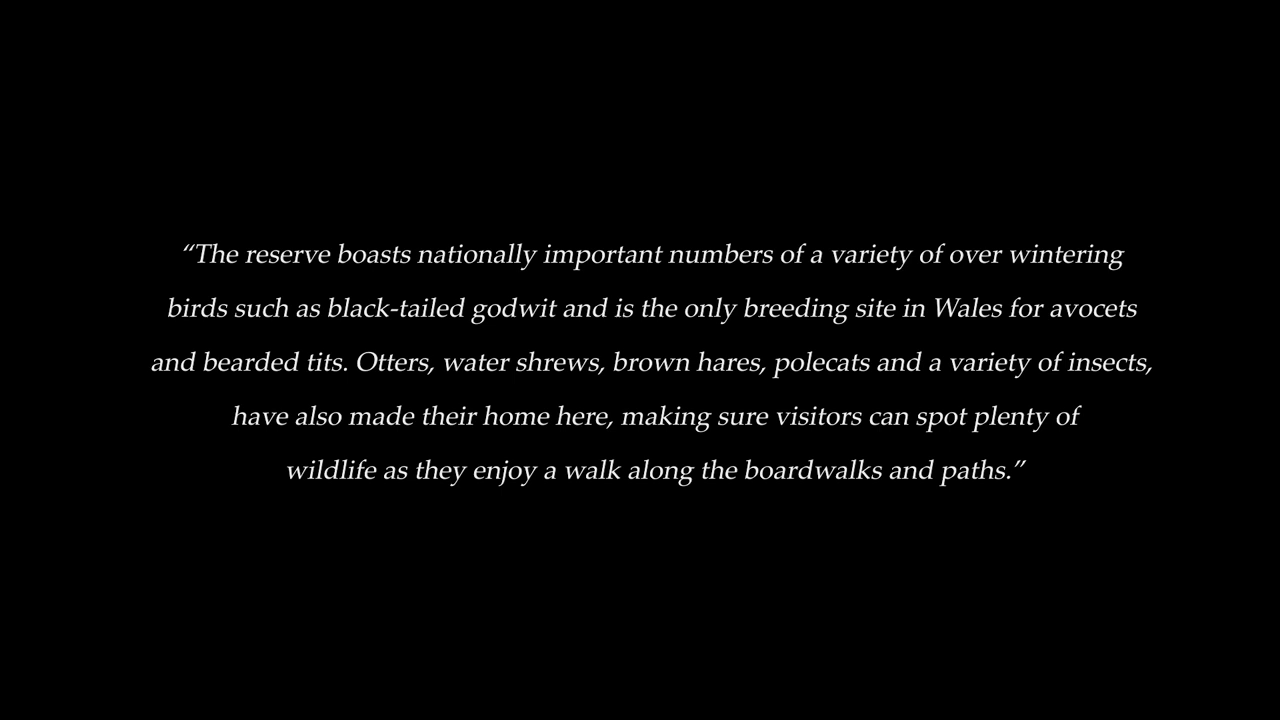 “The reserve boasts nationally important numbers of a variety of over wintering
birds such as black-tailed godwit and is the only breeding site in Wales for avocets
and bearded tits. Otters, water shrews, brown hares, polecats and a variety of insects,
have also made their home here, making sure visitors can spot plenty of
wildlife as they enjoy a walk along the boardwalks and paths.”